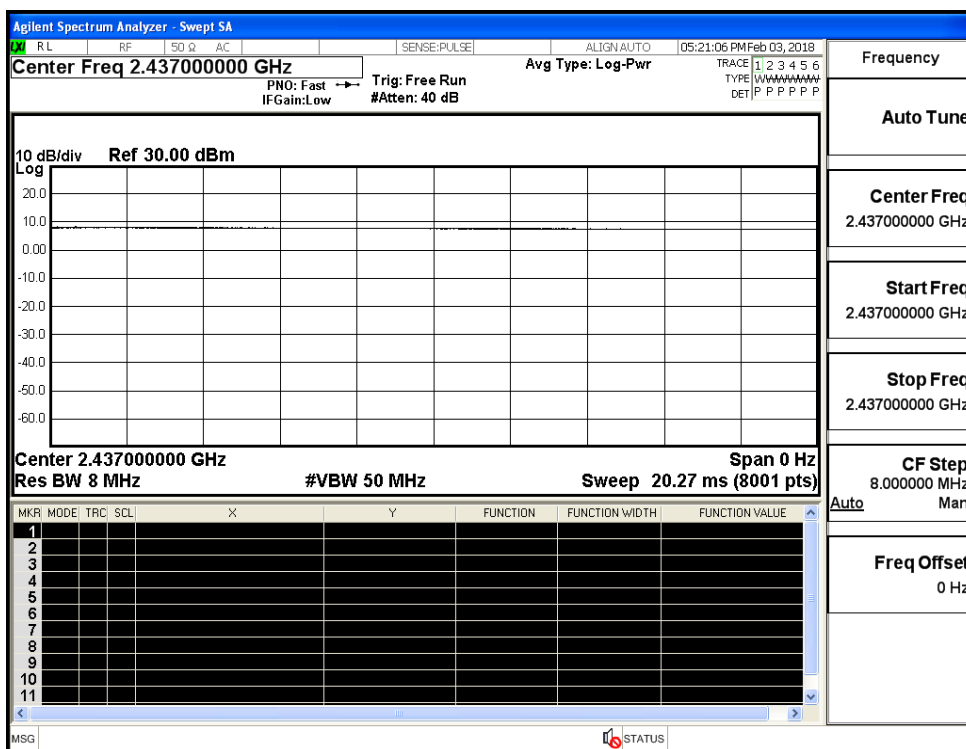 Agilent Spectrum Analyzer - Swept SA
LXI RL RF 50 Ω AC SENSE:PULSE ALIGN AUTO 05:21:06 PM Feb 03, 2018
Center Freq 2.437000000 GHz
PNO: Fast
IFGain:Low
Trig: Free Run
#Atten: 40 dB
Avg Type: Log-Pwr
TRACE 1 2 3 4 5 6
TYPE WWWWWW
DET P P P P P P
10 dB/div Ref 30.00 dBm
Log
20.0
10.0
0.00
-10.0
-20.0
-30.0
-40.0
-50.0
-60.0
Center 2.437000000 GHz Span 0 Hz
Res BW 8 MHz #VBW 50 MHz Sweep 20.27 ms (8001 pts)
MKR MODE TRC SCL X Y FUNCTION FUNCTION WIDTH FUNCTION VALUE
1
2
3
4
5
6
7
8
9
10
11
MSG STATUS
Frequency
Auto Tune
Center Freq
2.437000000 GHz
Start Freq
2.437000000 GHz
Stop Freq
2.437000000 GHz
CF Step
8.000000 MHz
Auto Man
Freq Offset
0 Hz